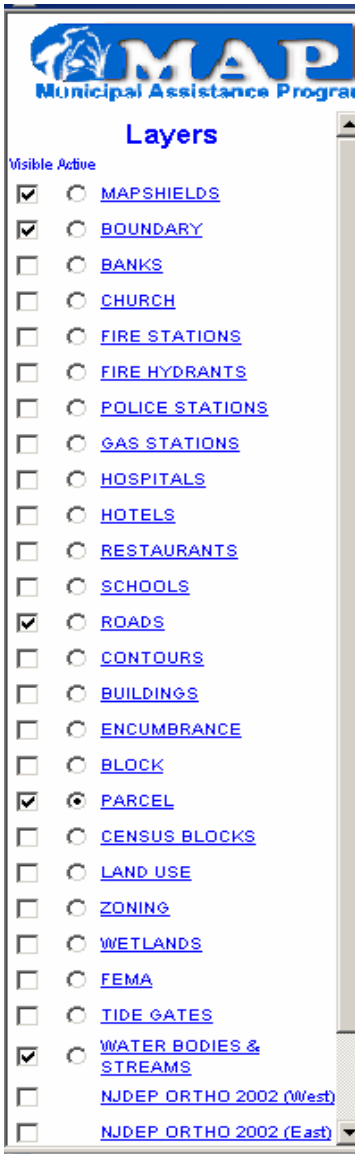 MAP
Municipal Assistance Progra
Layers
Visible Active
MAPSHIELDS
BOUNDARY
BANKS
CHURCH
FIRE STATIONS
FIRE HYDRANTS
POLICE STATIONS
GAS STATIONS
HOSPITALS
HOTELS
RESTAURANTS
SCHOOLS
ROADS
CONTOURS
BUILDINGS
ENCUMBRANCE
BLOCK
PARCEL
CENSUS BLOCKS
LAND USE
ZONING
WETLANDS
FEMA
TIDE GATES
WATER BODIES &
STREAMS
NJDEP ORTHO 2002 (West)
NJDEP ORTHO 2002 (East)